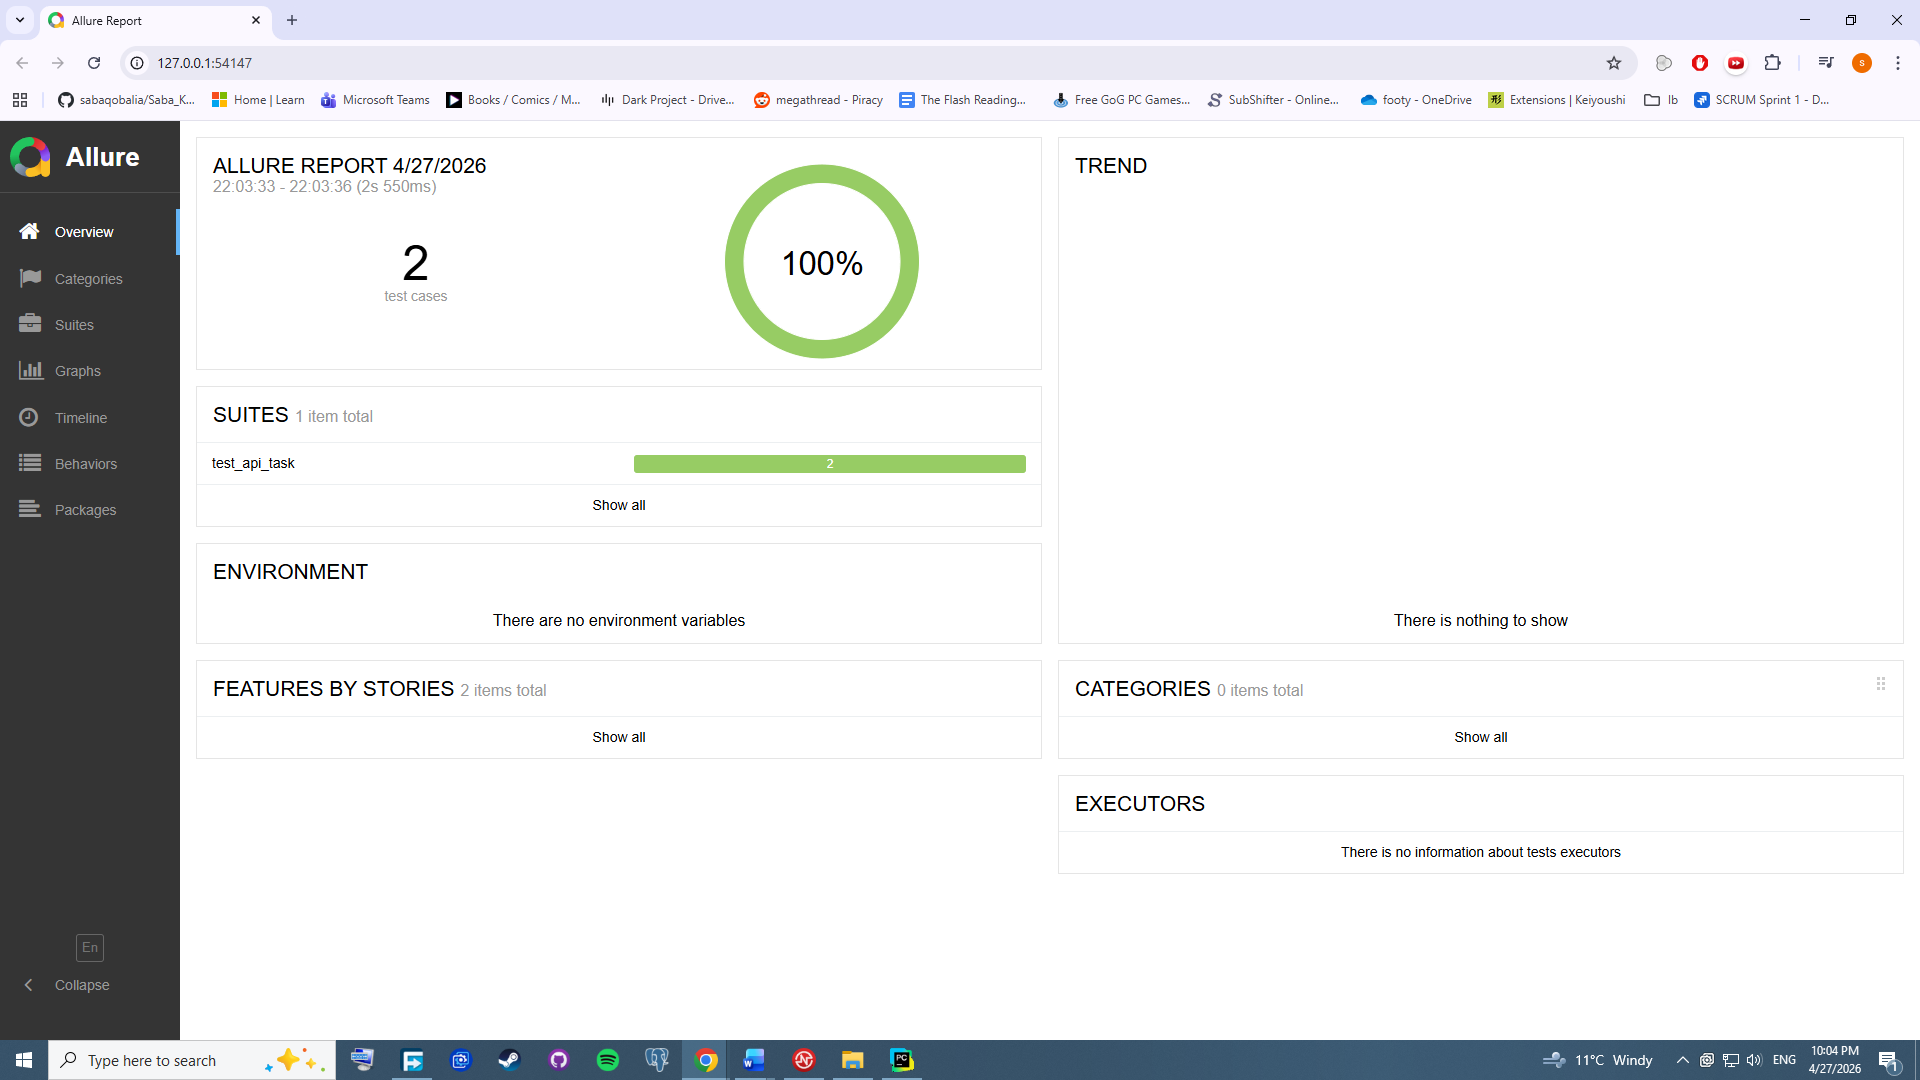 Allure Report
127.0.0.1:54147
sabaqobalia/Saba_K...
Home | Learn
Microsoft Teams
Books / Comics / M...
Dark Project - Drive...
megathread - Piracy
The Flash Reading...
Free GoG PC Games...
SubShifter - Online...
footy - OneDrive
Extensions | Keiyoushi
lb
SCRUM Sprint 1 - D...
Allure
Overview
Categories
Suites
Graphs
Timeline
Behaviors
Packages
En
Collapse
ALLURE REPORT 4/27/2026
22:03:33 - 22:03:36 (2s 550ms)
2
test cases
100%
SUITES 1 item total
test_api_task
2
Show all
ENVIRONMENT
There are no environment variables
FEATURES BY STORIES 2 items total
Show all
TREND
There is nothing to show
CATEGORIES 0 items total
Show all
EXECUTORS
There is no information about tests executors
Type here to search
11°C Windy
ENG
10:04 PM
4/27/2026
1